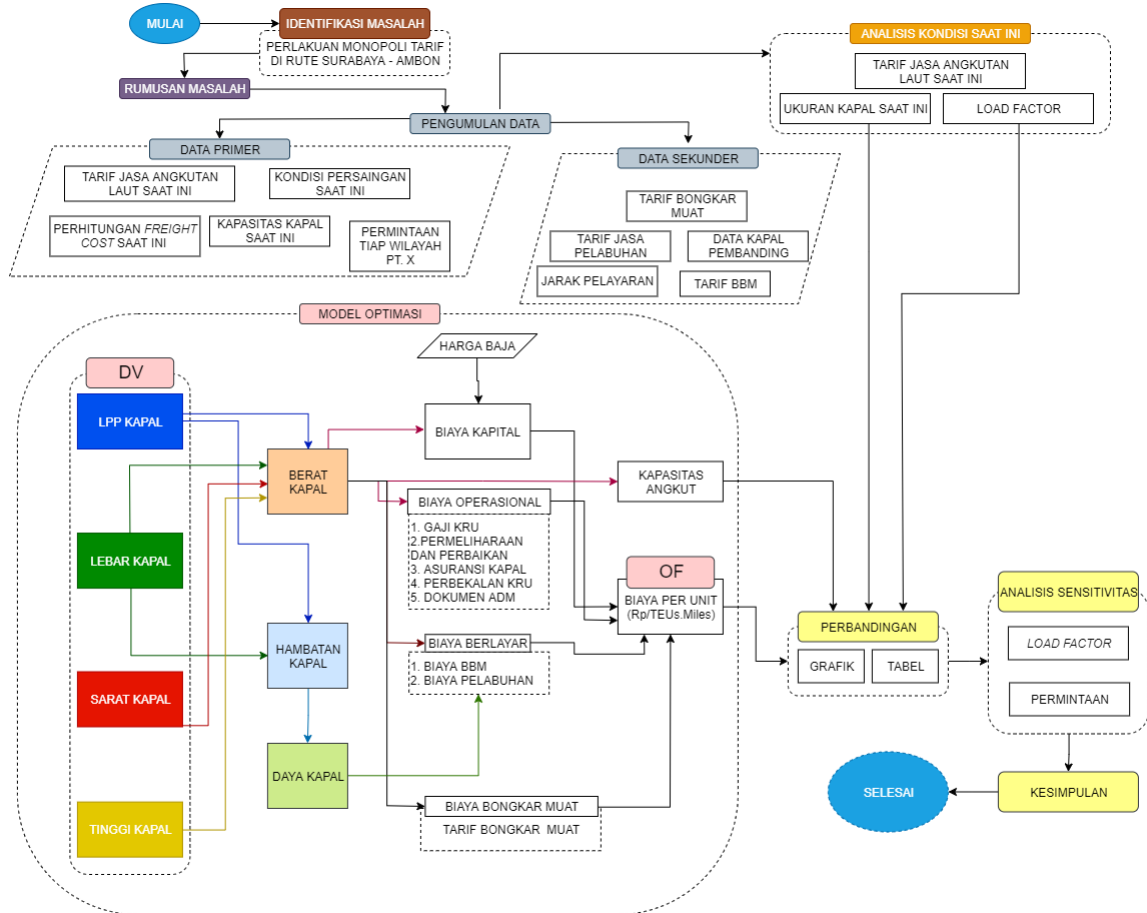 MULAI
IDENTIFIKASI MASALAH
PERLAKUAN MONOPOLI TARIF
DI RUTE SURABAYA - AMBON
RUMUSAN MASALAH
PENGUMULAN DATA
ANALISIS KONDISI SAAT INI
TARIF JASA ANGKUTAN
LAUT SAAT INI
UKURAN KAPAL SAAT INI
LOAD FACTOR
DATA PRIMER
TARIF JASA ANGKUTAN
LAUT SAAT INI
KONDISI PERSAINGAN
SAAT INI
PERHITUNGAN FREIGHT
COST SAAT INI
KAPASITAS KAPAL
SAAT INI
PERMINTAAN
TIAP WILAYAH
PT. X
DATA SEKUNDER
TARIF BONGKAR
MUAT
TARIF JASA
PELABUHAN
DATA KAPAL
PEMBANDING
JARAK PELAYARAN
TARIF BBM
MODEL OPTIMASI
HARGA BAJA
DV
LPP KAPAL
LEBAR KAPAL
SARAT KAPAL
TINGGI KAPAL
BERAT
KAPAL
HAMBATAN
KAPAL
DAYA KAPAL
BIAYA KAPITAL
BIAYA OPERASIONAL
1. GAJI KRU
2.PERMELIHARAAN
DAN PERBAIKAN
3. ASURANSI KAPAL
4. PERBEKALAN KRU
5. DOKUMEN ADM
BIAYA BERLAYAR
1. BIAYA BBM
2. BIAYA PELABUHAN
BIAYA BONGKAR MUAT
TARIF BONGKAR MUAT
KAPASITAS
ANGKUT
OF
BIAYA PER UNIT
(Rp/TEUs.Miles)
PERBANDINGAN
GRAFIK
TABEL
ANALISIS SENSITIVITAS
LOAD FACTOR
PERMINTAAN
KESIMPULAN
SELESAI